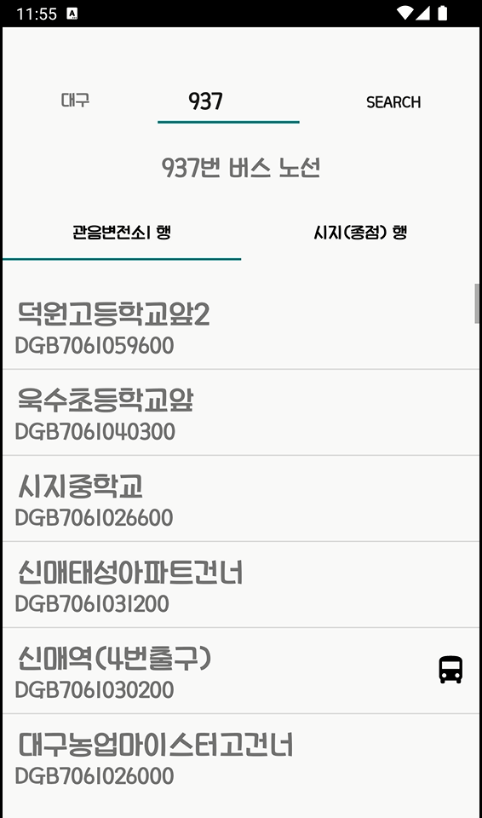 11:55
대구
937
SEARCH
937번 버스 노선
관음변전소1 행
시지(종점) 행
덕원고등학교앞2
DGB7061059600
욱수초등학교앞
DGB7061040300
시지중학교
DGB7061026600
신매태성아파트건너
DGB7061031200
신매역(4번출구)
DGB7061030200
대구농업마이스터고건너
DGB7061026000